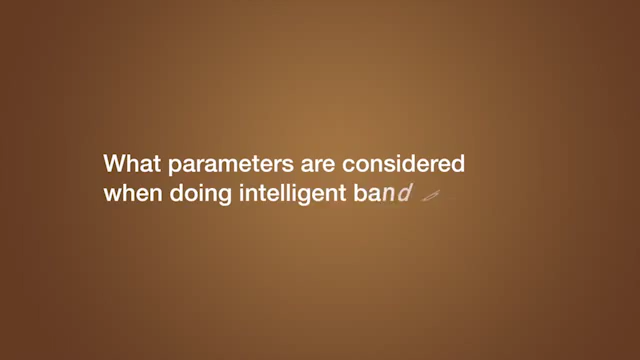 What parameters are considered
when doing intelligent band